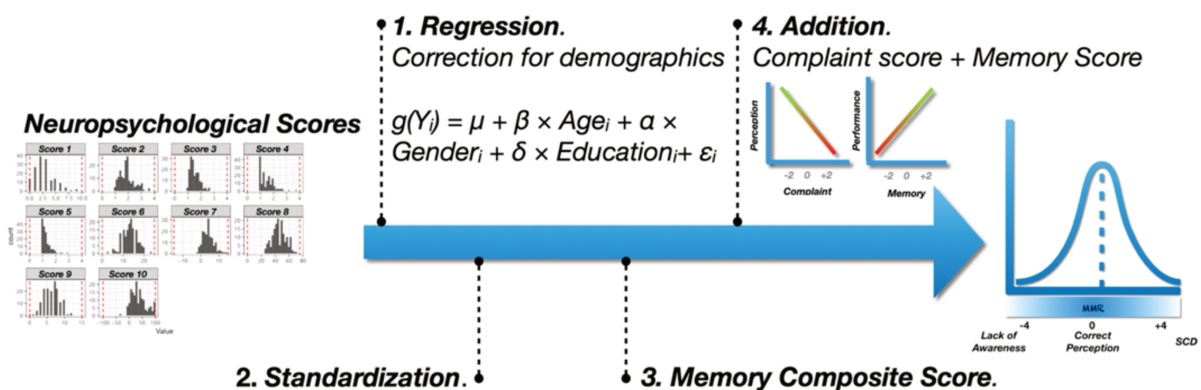 1. Regression.
Correction for demographics
g(Yᵢ) = μ + β × Ageᵢ + α ×
Genderᵢ + δ × Educationᵢ+ εᵢ
4. Addition.
Complaint score + Memory Score
Perception
-2 0 +2
Complaint
Performance
-2 0 +2
Memory
Neuropsychological Scores
Score 1
Score 2
Score 3
Score 4
Score 5
Score 6
Score 7
Score 8
Score 9
Score 10
count
Value
MMR
-4 0 +4
Lack of
Awareness
Correct
Perception
SCD
2. Standardization.
3. Memory Composite Score.